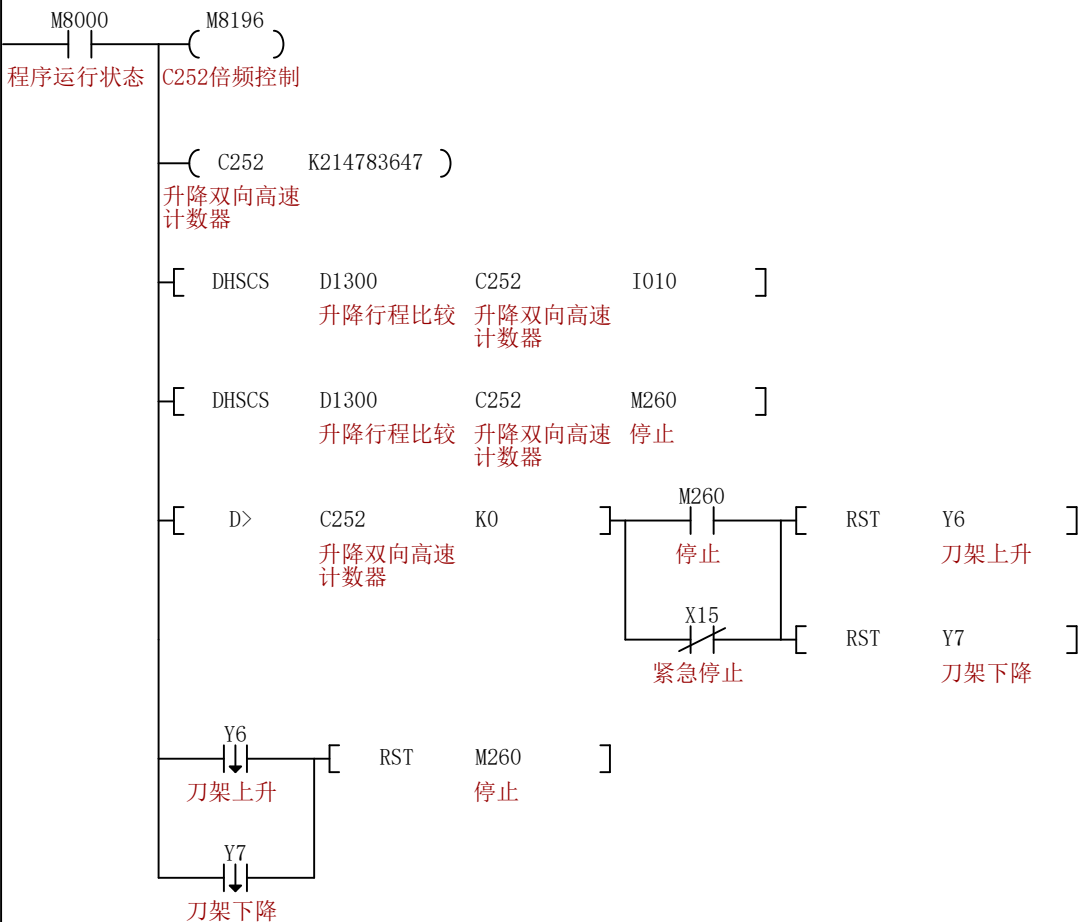 M8000 M8196
程序运行状态 C252倍频控制
C252 K214783647
升降双向高速
计数器
DHSCS D1300 C252 I010
升降行程比较 升降双向高速
计数器
DHSCS D1300 C252 M260
升降行程比较 升降双向高速 停止
计数器
M260
D> C252 K0 RST Y6
升降双向高速 停止 刀架上升
计数器
X15
RST Y7
紧急停止 刀架下降
Y6
RST M260
刀架上升 停止
Y7
刀架下降